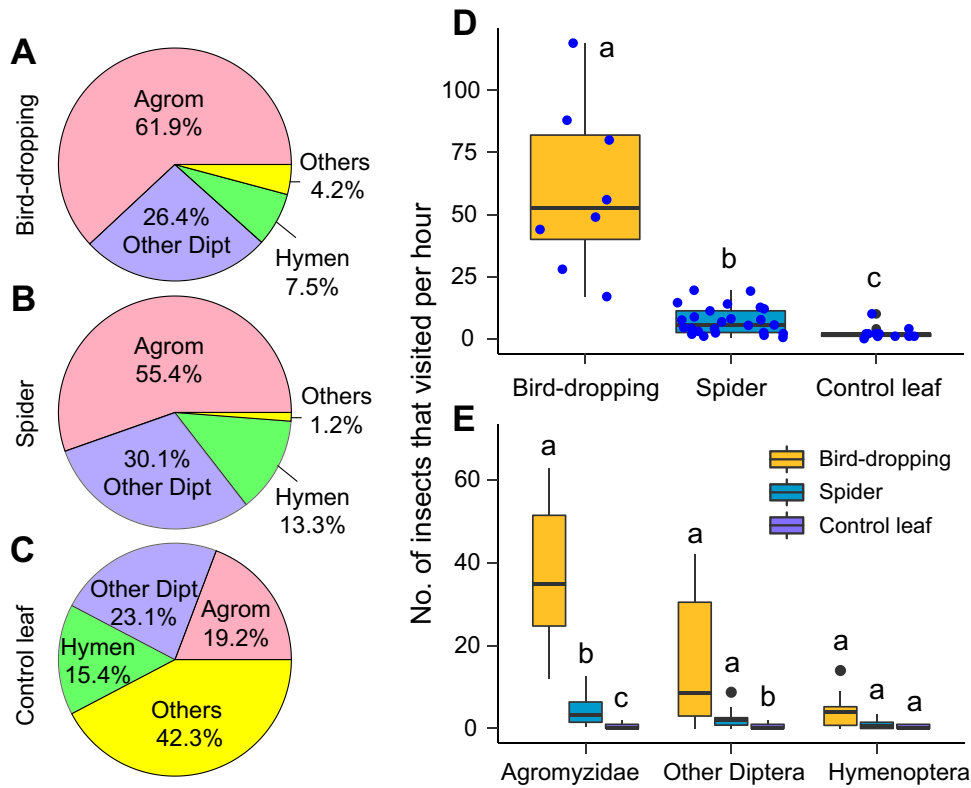 A
Bird-dropping
Agrom
61.9%
Others
4.2%
26.4%
Other Dipt
Hymen
7.5%
B
Spider
Agrom
55.4%
Others
1.2%
30.1%
Other Dipt
Hymen
13.3%
C
Control leaf
Other Dipt
23.1%
Agrom
19.2%
Hymen
15.4%
Others
42.3%
No. of insects that visited per hour
D
100
75
50
25
0
a
b
c
Bird-dropping
Spider
Control leaf
E
60
40
20
0
a
b
c
a
a
b
a
a
a
Bird-dropping
Spider
Control leaf
Agromyzidae
Other Diptera
Hymenoptera